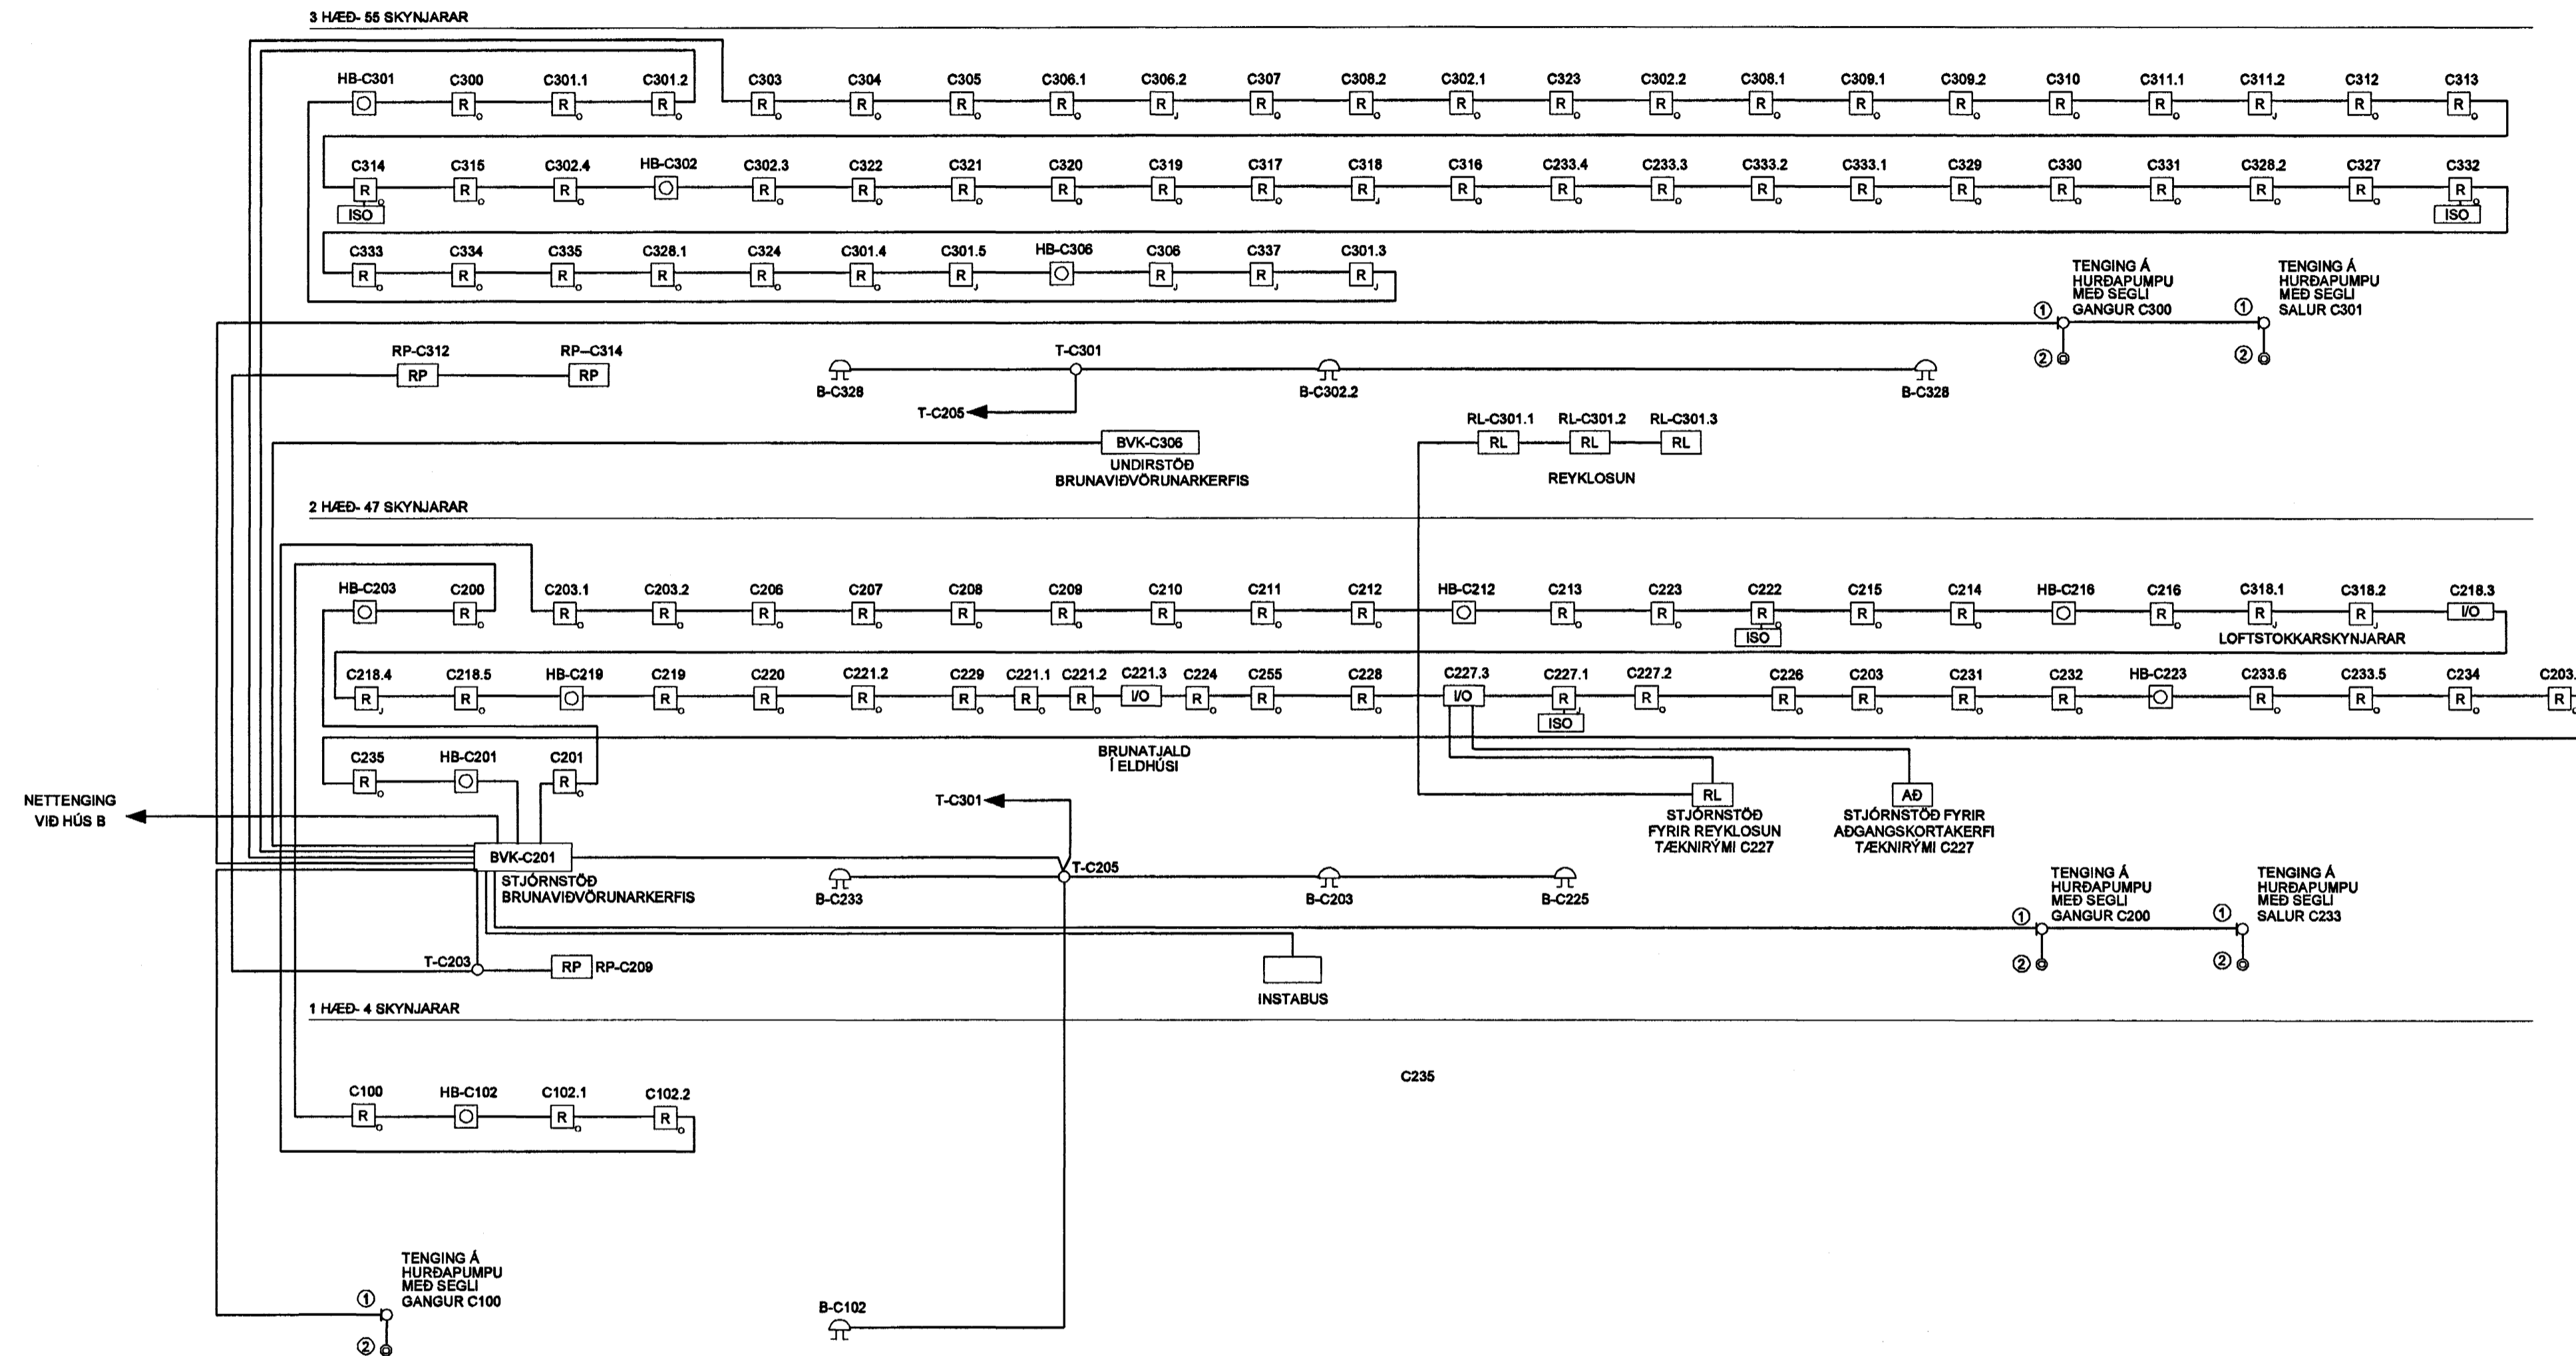 3 HÆÐ- 55 SKYNJARAR
HB-C301 C300 C301.1 C301.2 C303 C304 C305 C306.1 C306.2 C307 C308.2 C302.1 C323 C302.2 C308.1 C309.1 C309.2 C310 C311.1 C311.2 C312 C313
R R R R R R R R R R R R R R R R R R R R R
C314 C315 C302.4 HB-C302 C302.3 C322 C321 C320 C319 C317 C318 C316 C233.4 C233.3 C333.2 C333.1 C329 C330 C331 C328.2 C327 C332
R R R R R R R R R R R R R R R R R R R R R
ISO ISO
C333 C334 C335 C328.1 C324 C301.4 C301.5 HB-C306 C306 C337 C301.3
R R R R R R R R R R
TENGING Á
HURÐAPUMPU
MEÐ SEGLI
GANGUR C300
1
2
TENGING Á
HURÐAPUMPU
MEÐ SEGLI
SALUR C301
1
2
RP-C312 RP--C314
RP RP
T-C301
B-C328 B-C302.2 B-C328
T-C205
RL-C301.1 RL-C301.2 RL-C301.3
RL RL RL
REYKLOSUN
BVK-C306
UNDIRSTÖÐ
BRUNAVIÐVÖRUNARKERFIS
2 HÆÐ- 47 SKYNJARAR
HB-C203 C200 C203.1 C203.2 C206 C207 C208 C209 C210 C211 C212 HB-C212 C213 C223 C222 C215 C214 HB-C216 C216 C318.1 C318.2 C218.3
R R R R R R R R R R R R R R R R R R I/O
ISO
LOFTSTOKKARSKYNJARAR
C218.4 C218.5 HB-C219 C219 C220 C221.2 C229 C221.1 C221.2 C221.3 C224 C255 C228 C227.3 C227.1 C227.2 C226 C203 C231 C232 HB-C223 C233.6 C233.5 C234 C203.
R R R R R R R R I/O R R R I/O R R R R R R R R R R
ISO
C235 HB-C201 C201
R R
BRUNATJALD
Í ELDHÚSI
NETTENGING
VIÐ HÚS B
T-C301
RL
STJÓRNSTÖÐ
FYRIR REYKLOSUN
TÆKNIRÝMI C227
AÐ
STJÓRNSTÖÐ FYRIR
AÐGANGSKORTAKERFI
TÆKNIRÝMI C227
BVK-C201
STJÓRNSTÖÐ
BRUNAVIÐVÖRUNARKERFIS
T-C205
B-C233 B-C203 B-C225
TENGING Á
HURÐAPUMPU
MEÐ SEGLI
GANGUR C200
1
2
TENGING Á
HURÐAPUMPU
MEÐ SEGLI
SALUR C233
1
2
T-C203 RP RP-C209
INSTABUS
1 HÆÐ- 4 SKYNJARAR
C235
C100 HB-C102 C102.1 C102.2
R R R
TENGING Á
HURÐAPUMPU
MEÐ SEGLI
GANGUR C100
1
2
B-C102